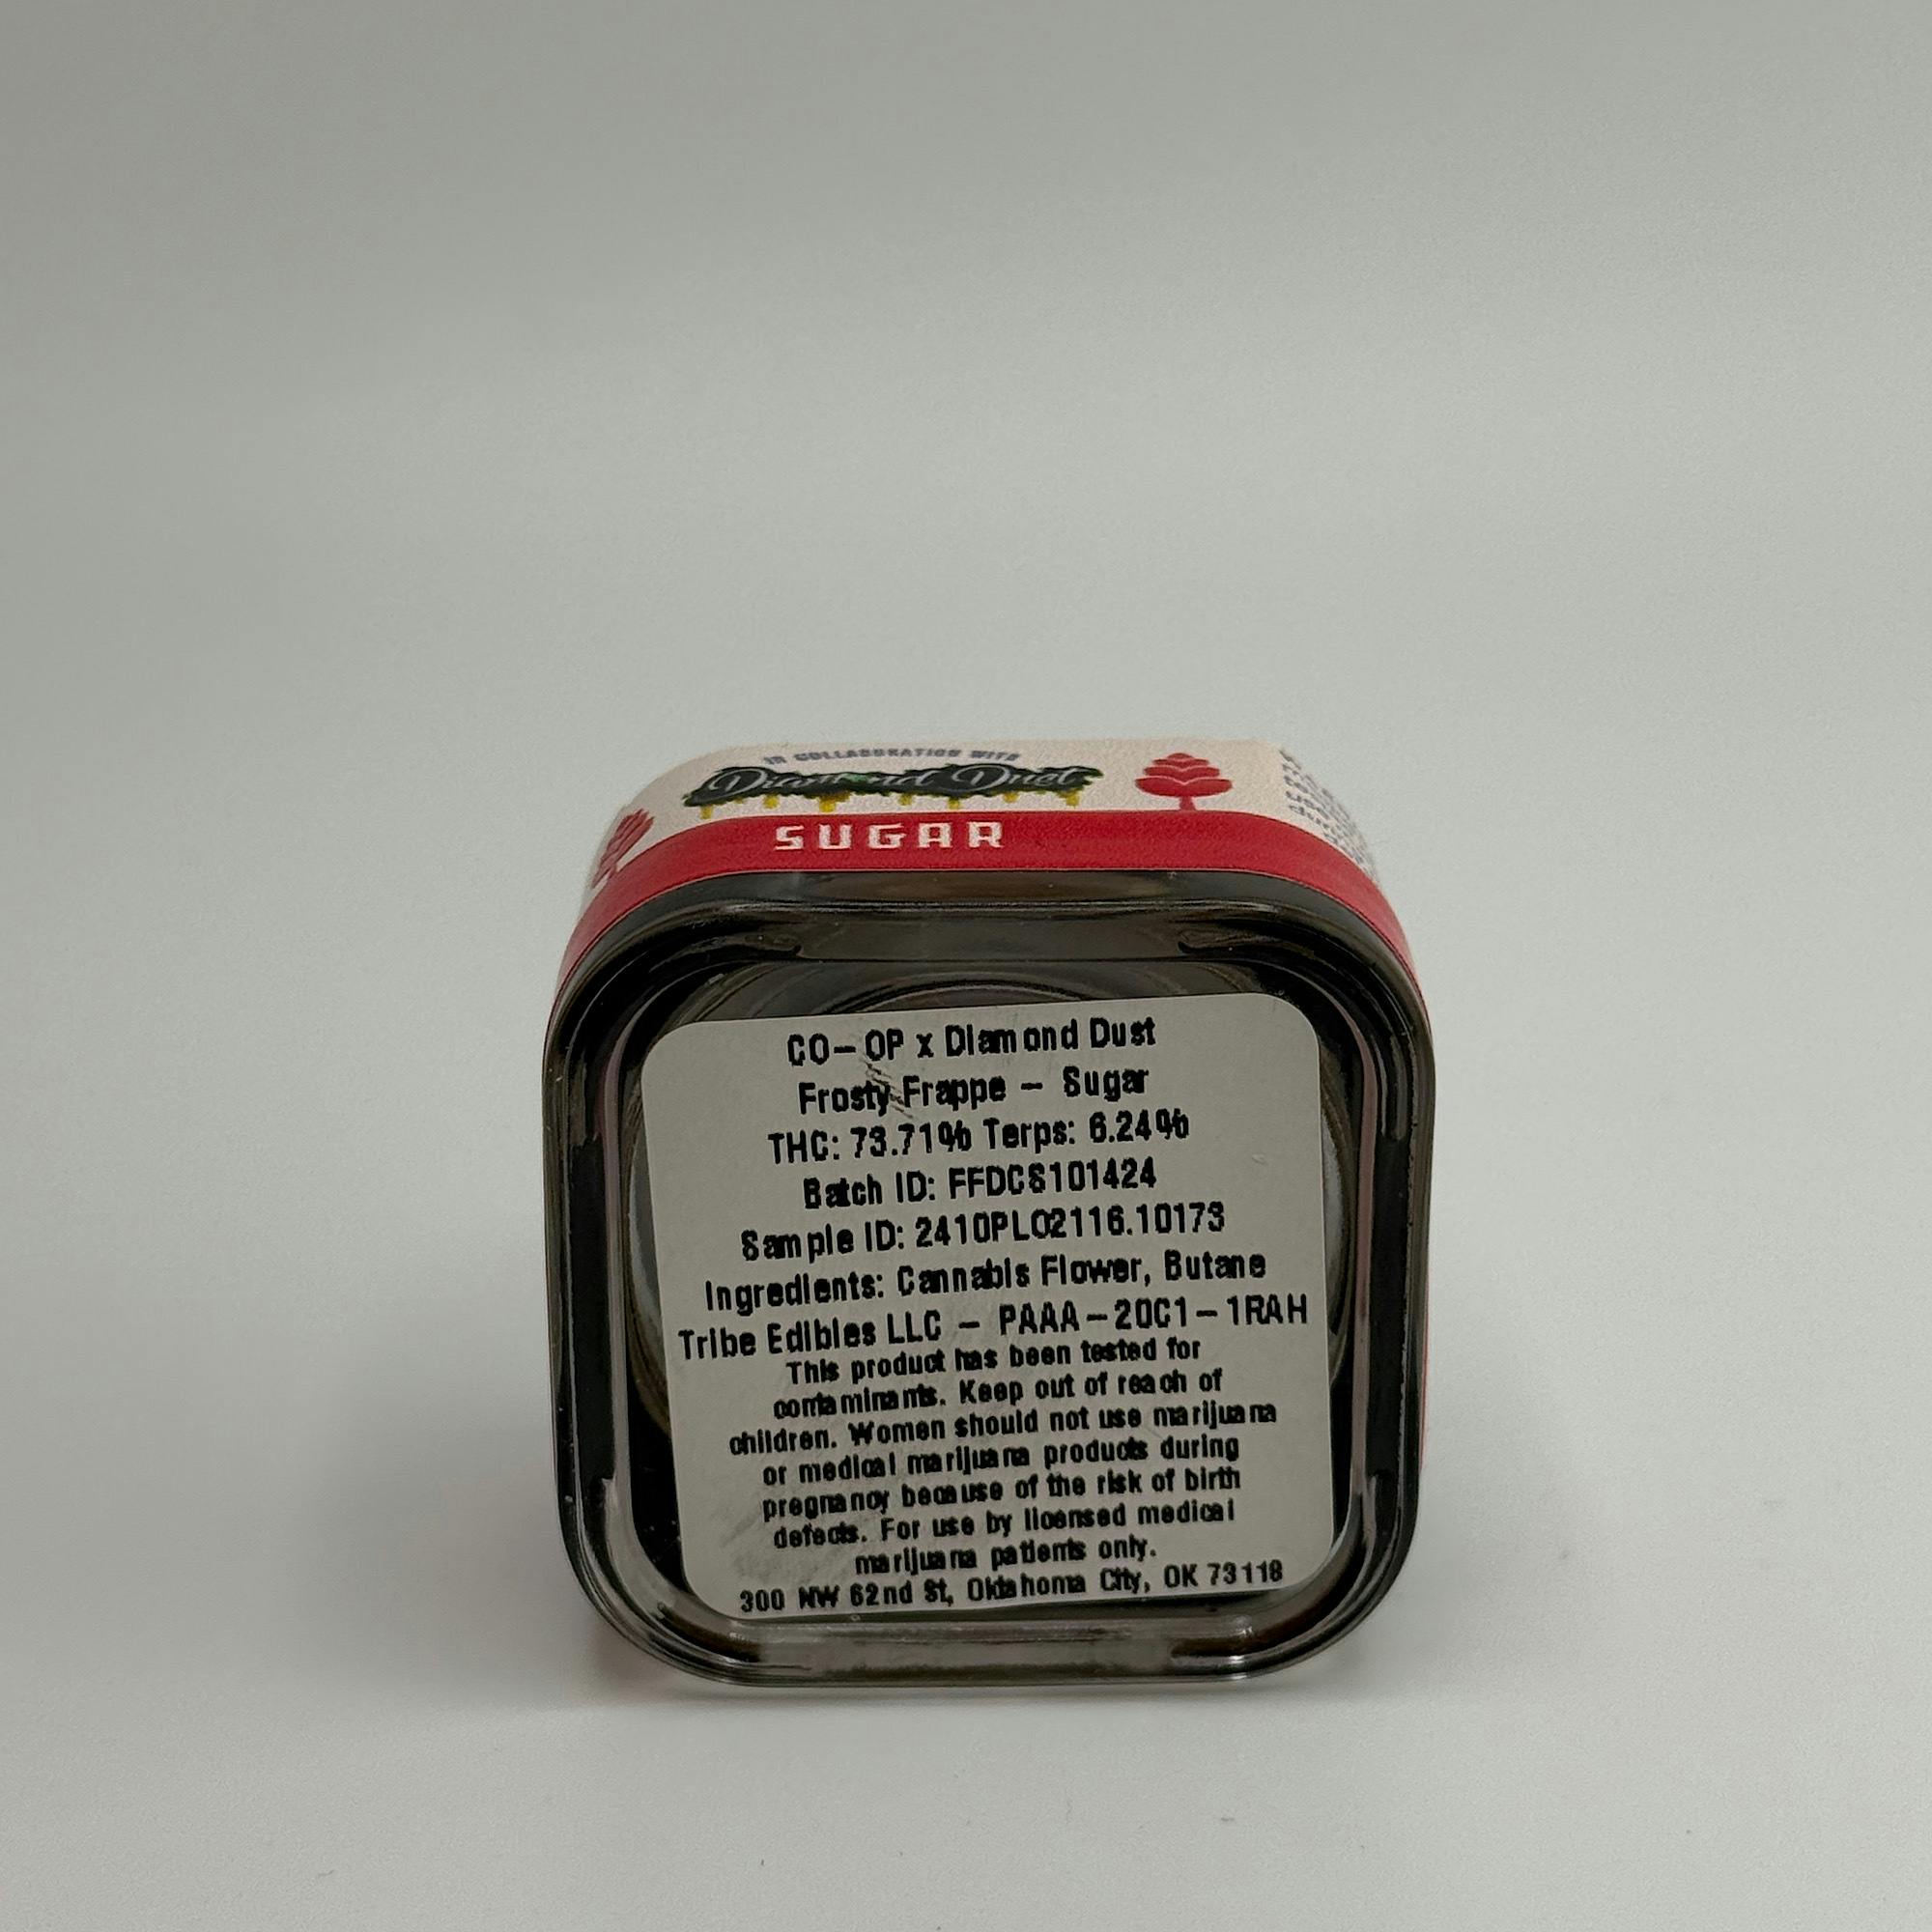 IN COLLABORATION WITH
Diamond Dust
SUGAR
CO-OP x Diamond Dust
Frosty Frappe - Sugar
THC: 73.71% Terps: 6.24%
Batch ID: FFDCS101424
Sample ID: 2410PLO2116.10173
Ingredients: Cannabis Flower, Butane
Tribe Edibles LLC - PAAA-20C1-1RAH
This product has been tested for
contaminants. Keep out of reach of
children. Women should not use marijuana
or medical marijuana products during
pregnancy because of the risk of birth
defects. For use by licensed medical
marijuana patients only.
300 NW 62nd St, Oklahoma City, OK 73118